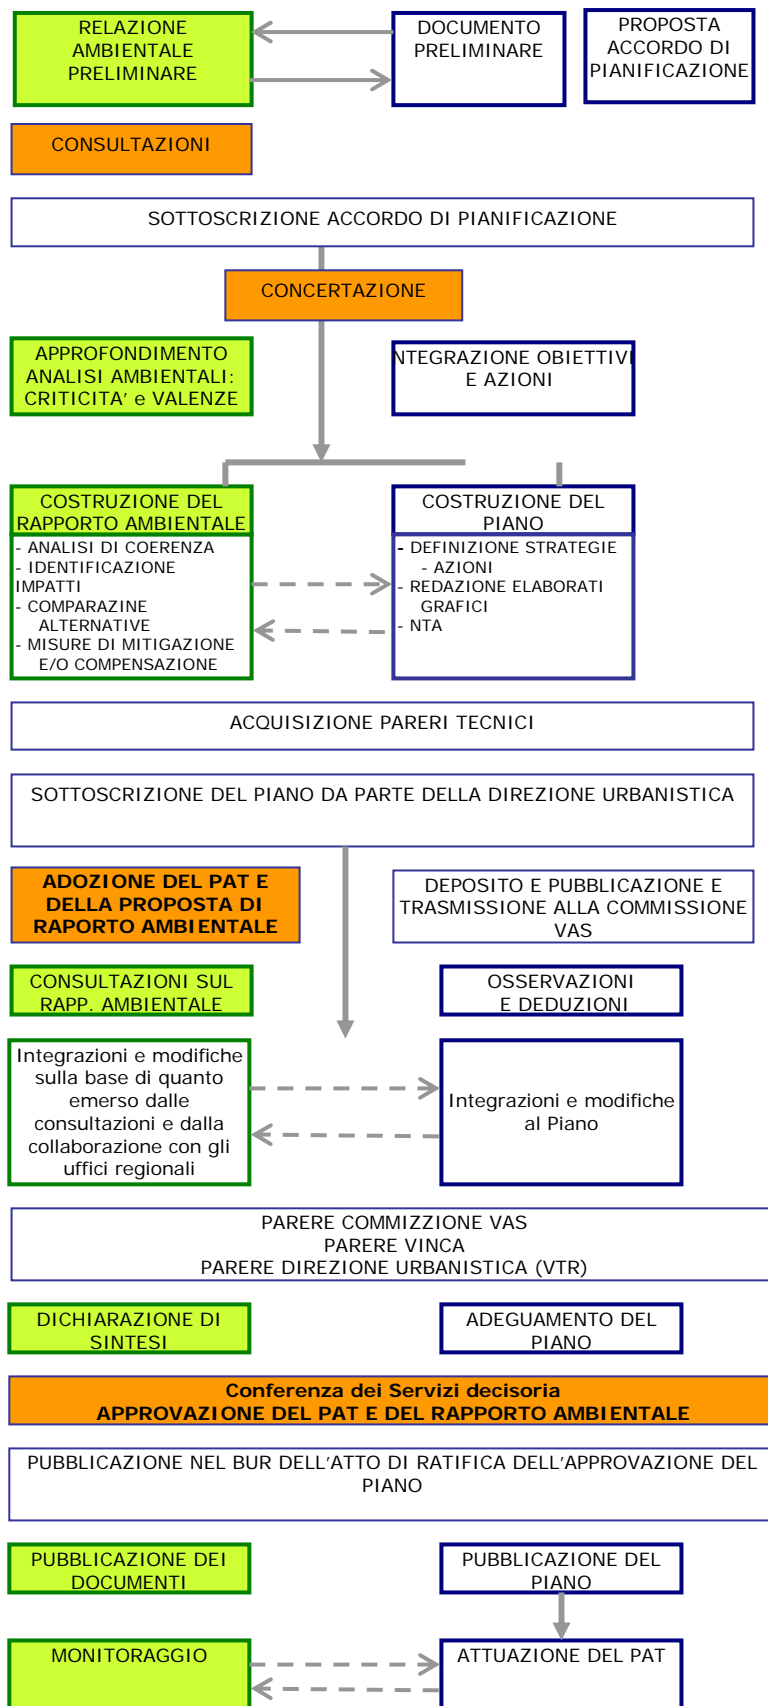 RELAZIONE
AMBIENTALE
PRELIMINARE
DOCUMENTO
PRELIMINARE
PROPOSTA
ACCORDO DI
PIANIFICAZIONE
CONSULTAZIONI
SOTTOSCRIZIONE ACCORDO DI PIANIFICAZIONE
CONCERTAZIONE
APPROFONDIMENTO
ANALISI AMBIENTALI:
CRITICITA' e VALENZE
NTEGRAZIONE OBIETTIVI
E AZIONI
COSTRUZIONE DEL
RAPPORTO AMBIENTALE
- ANALISI DI COERENZA
- IDENTIFICAZIONE
IMPATTI
- COMPARAZINE
ALTERNATIVE
- MISURE DI MITIGAZIONE
E/O COMPENSAZIONE
COSTRUZIONE DEL
PIANO
- DEFINIZIONE STRATEGIE
- AZIONI
- REDAZIONE ELABORATI
GRAFICI
- NTA
ACQUISIZIONE PARERI TECNICI
SOTTOSCRIZIONE DEL PIANO DA PARTE DELLA DIREZIONE URBANISTICA
ADOZIONE DEL PAT E
DELLA PROPOSTA DI
RAPORTO AMBIENTALE
DEPOSITO E PUBBLICAZIONE E
TRASMISSIONE ALLA COMMISSIONE
VAS
CONSULTAZIONI SUL
RAPP. AMBIENTALE
OSSERVAZIONI
E DEDUZIONI
Integrazioni e modifiche
sulla base di quanto
emerso dalle
consultazioni e dalla
collaborazione con gli
uffici regionali
Integrazioni e modifiche
al Piano
PARERE COMMIZZIONE VAS
PARERE VINCA
PARERE DIREZIONE URBANISTICA (VTR)
DICHIARAZIONE DI
SINTESI
ADEGUAMENTO DEL
PIANO
Conferenza dei Servizi decisoria
APPROVAZIONE DEL PAT E DEL RAPPORTO AMBIENTALE
PUBBLICAZIONE NEL BUR DELL'ATTO DI RATIFICA DELL'APPROVAZIONE DEL
PIANO
PUBBLICAZIONE DEI
DOCUMENTI
PUBBLICAZIONE DEL
PIANO
MONITORAGGIO
ATTUAZIONE DEL PAT